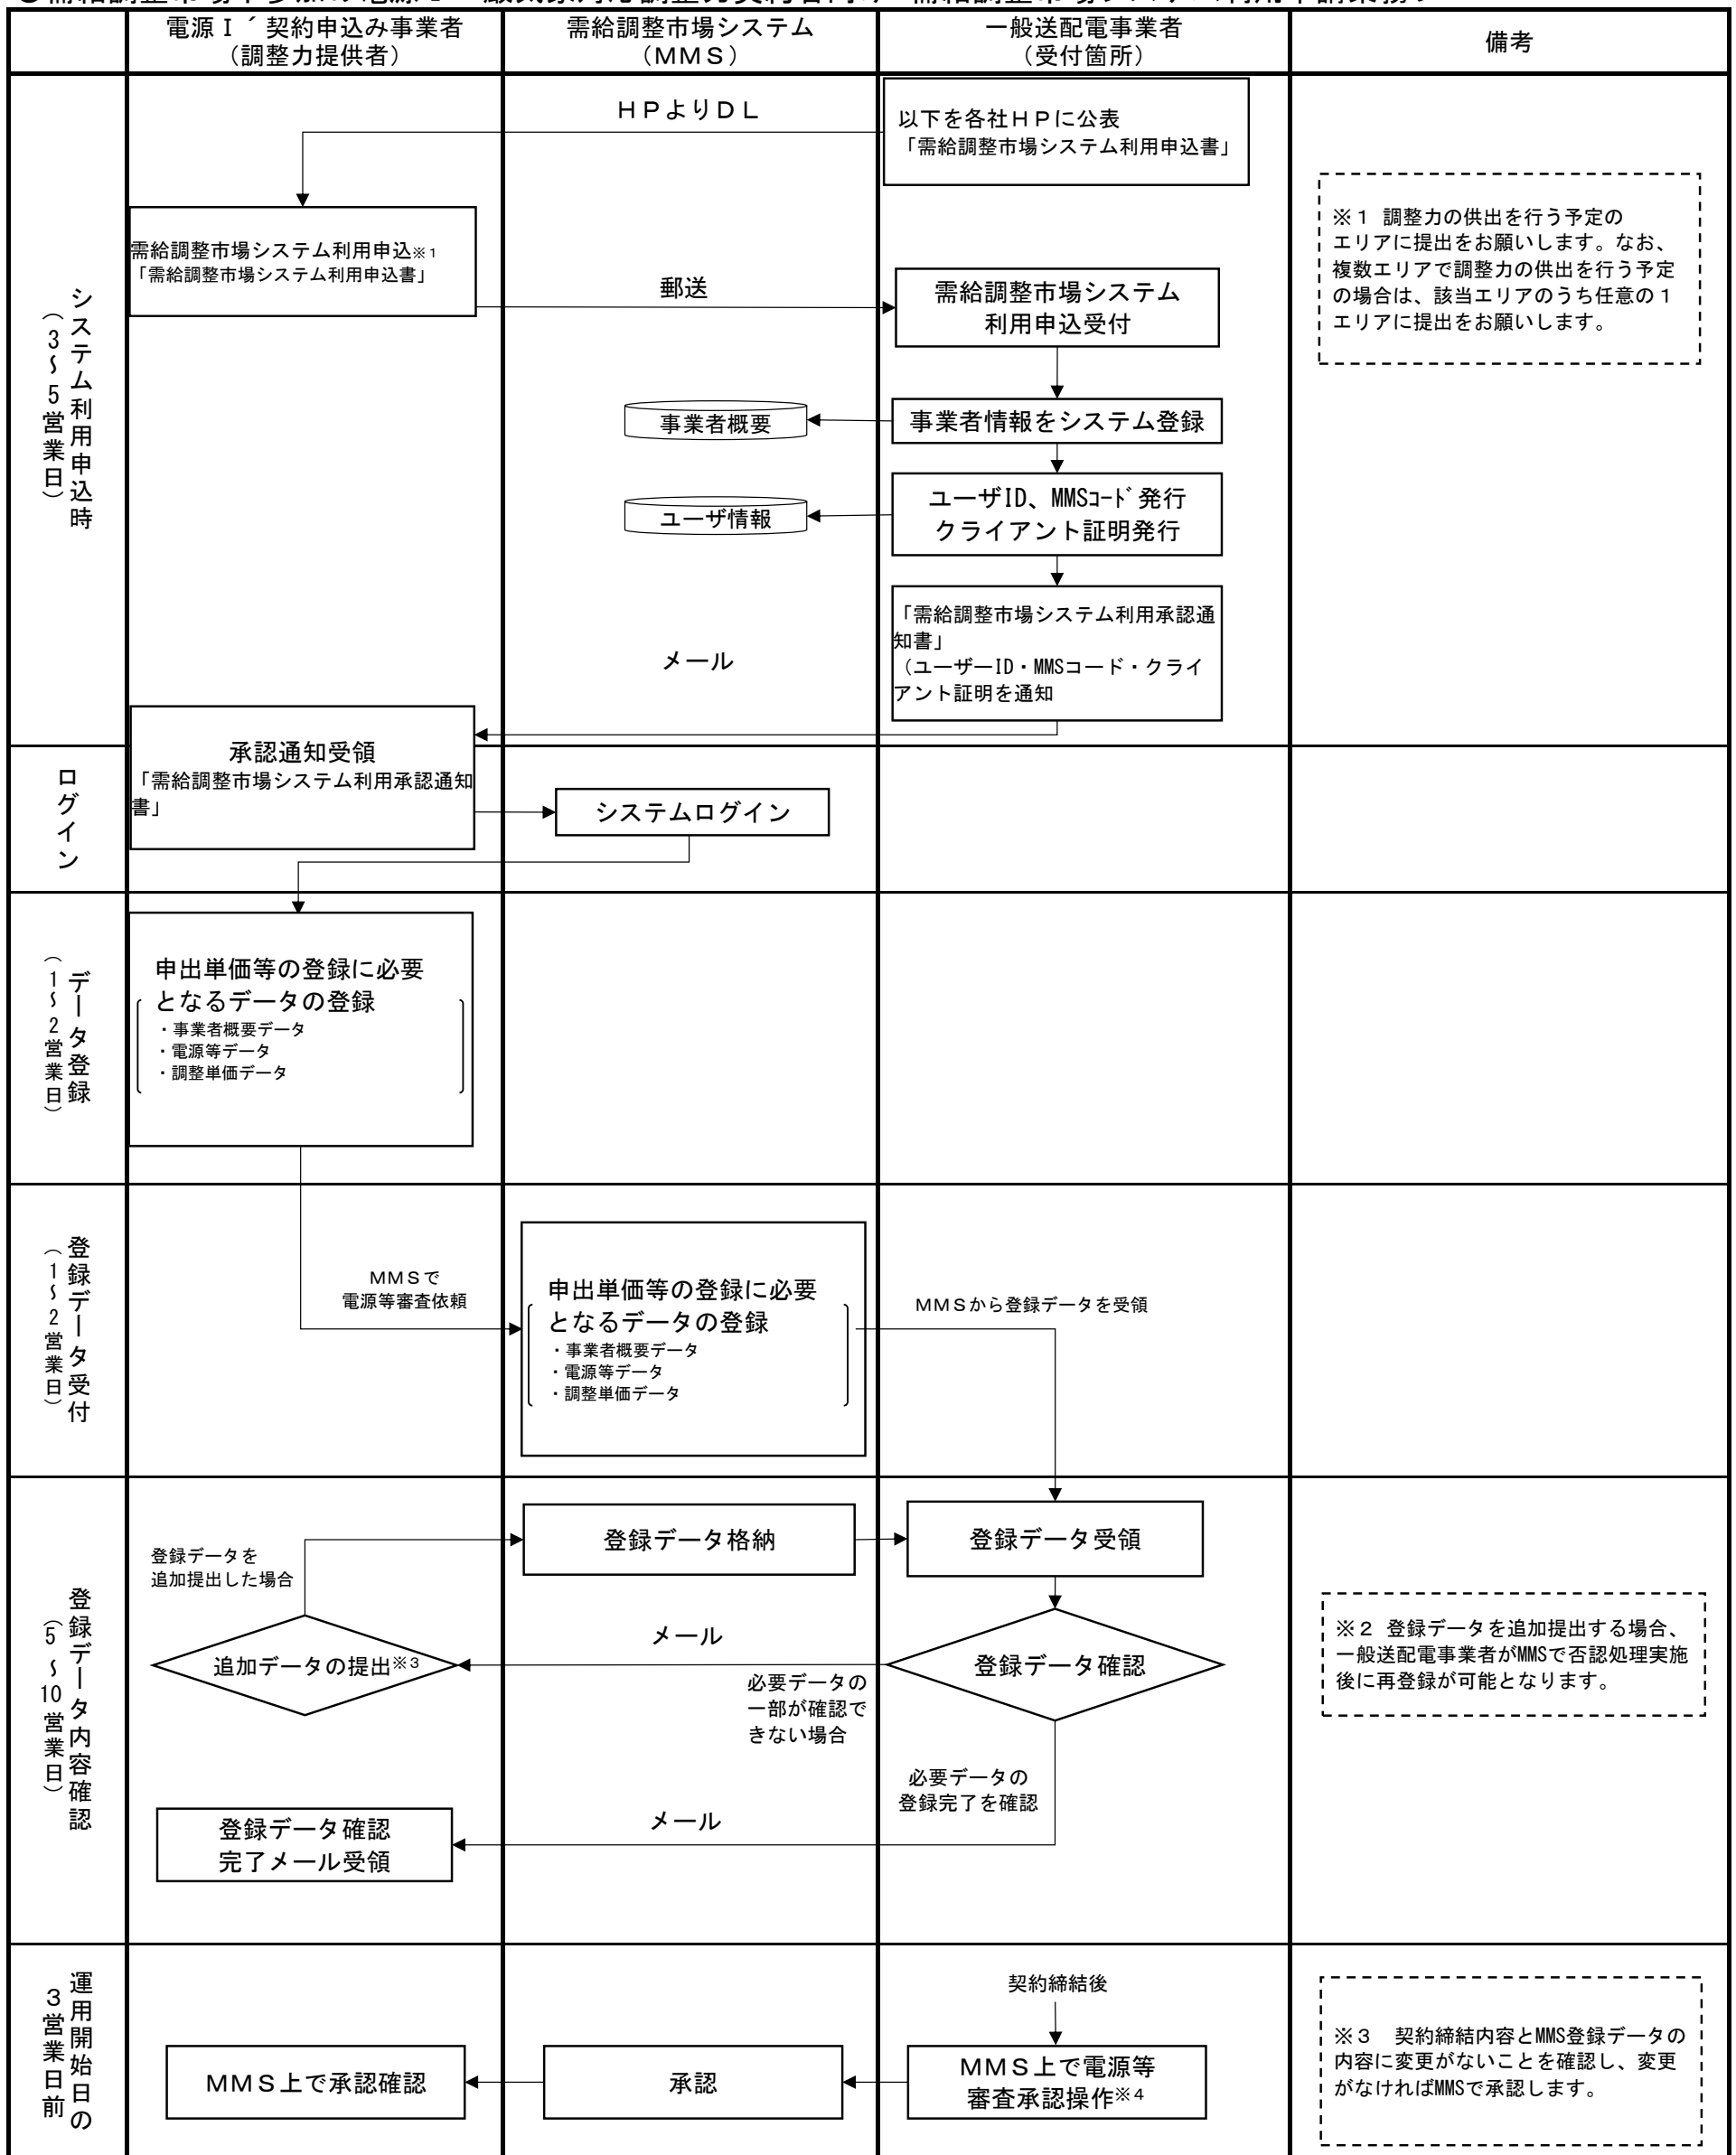 電源Ｉ´契約申込み事業者
（調整力提供者）
需給調整市場システム
（ＭＭＳ）
一般送配電事業者
（受付箇所）
備考
システム利用申込時
（３～５営業日）
ＨＰよりＤＬ
以下を各社ＨＰに公表
「需給調整市場システム利用申込書」
需給調整市場システム利用申込※１
「需給調整市場システム利用申込書」
郵送
需給調整市場システム
利用申込受付
※１ 調整力の供出を行う予定の
エリアに提出をお願いします。なお、
複数エリアで調整力の供出を行う予定
の場合は、該当エリアのうち任意の１
エリアに提出をお願いします。
事業者概要
事業者情報をシステム登録
ユーザ情報
ユーザID、MMSｺｰﾄﾞ発行
クライアント証明発行
メール
「需給調整市場システム利用承認通
知書」
（ユーザーID・MMSコード・クライ
アント証明を通知
承認通知受領
「需給調整市場システム利用承認通知
書」
ログイン
システムログイン
データ登録
（１～２営業日）
申出単価等の登録に必要
となるデータの登録
・事業者概要データ
・電源等データ
・調整単価データ
登録データ受付
（１～２営業日）
ＭＭＳで
電源等審査依頼
申出単価等の登録に必要
となるデータの登録
・事業者概要データ
・電源等データ
・調整単価データ
ＭＭＳから登録データを受領
登録データ内容確認
（５～10営業日）
登録データを
追加提出した場合
登録データ格納
登録データ受領
追加データの提出※３
メール
必要データの
一部が確認で
きない場合
登録データ確認
※２ 登録データを追加提出する場合、
一般送配電事業者がMMSで否認処理実施
後に再登録が可能となります。
必要データの
登録完了を確認
メール
登録データ確認
完了メール受領
運用開始日の
３営業日前
契約締結後
ＭＭＳ上で承認確認
承認
ＭＭＳ上で電源等
審査承認操作※４
※３ 契約締結内容とMMS登録データの
内容に変更がないことを確認し、変更
がなければMMSで承認します。